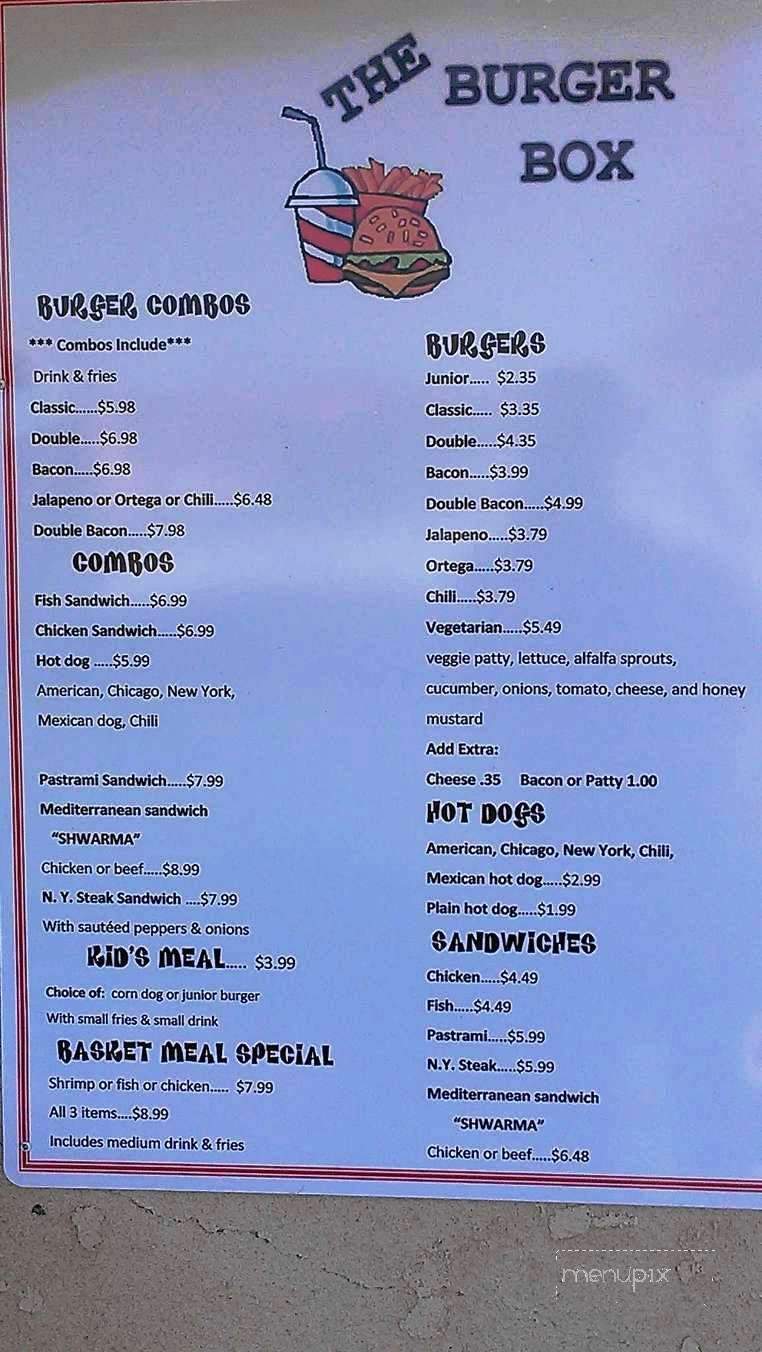 THE BURGER
BOX
BURGER COMBOS
*** Combos Include***
Drink & fries
Classic......$5.98
Double.....$6.98
Bacon.....$6.98
Jalapeno or Ortega or Chili.....$6.48
Double Bacon.....$7.98
COMBOS
Fish Sandwich.....$6.99
Chicken Sandwich.....$6.99
Hot dog .....$5.99
American, Chicago, New York,
Mexican dog, Chili
Pastrami Sandwich.....$7.99
Mediterranean sandwich
"SHWARMA"
Chicken or beef.....$8.99
N. Y. Steak Sandwich ....$7.99
With sautéed peppers & onions
KID'S MEAL..... $3.99
Choice of: corn dog or junior burger
With small fries & small drink
BASKET MEAL SPECIAL
Shrimp or fish or chicken..... $7.99
All 3 items....$8.99
Includes medium drink & fries
BURGERS
Junior..... $2.35
Classic..... $3.35
Double.....$4.35
Bacon.....$3.99
Double Bacon.....$4.99
Jalapeno.....$3.79
Ortega.....$3.79
Chili.....$3.79
Vegetarian.....$5.49
veggie patty, lettuce, alfalfa sprouts,
cucumber, onions, tomato, cheese, and honey
mustard
Add Extra:
Cheese .35 Bacon or Patty 1.00
HOT DOGS
American, Chicago, New York, Chili,
Mexican hot dog.....$2.99
Plain hot dog.....$1.99
SANDWICHES
Chicken.....$4.49
Fish.....$4.49
Pastrami.....$5.99
N.Y. Steak.....$5.99
Mediterranean sandwich
"SHWARMA"
Chicken or beef.....$6.48
menupix